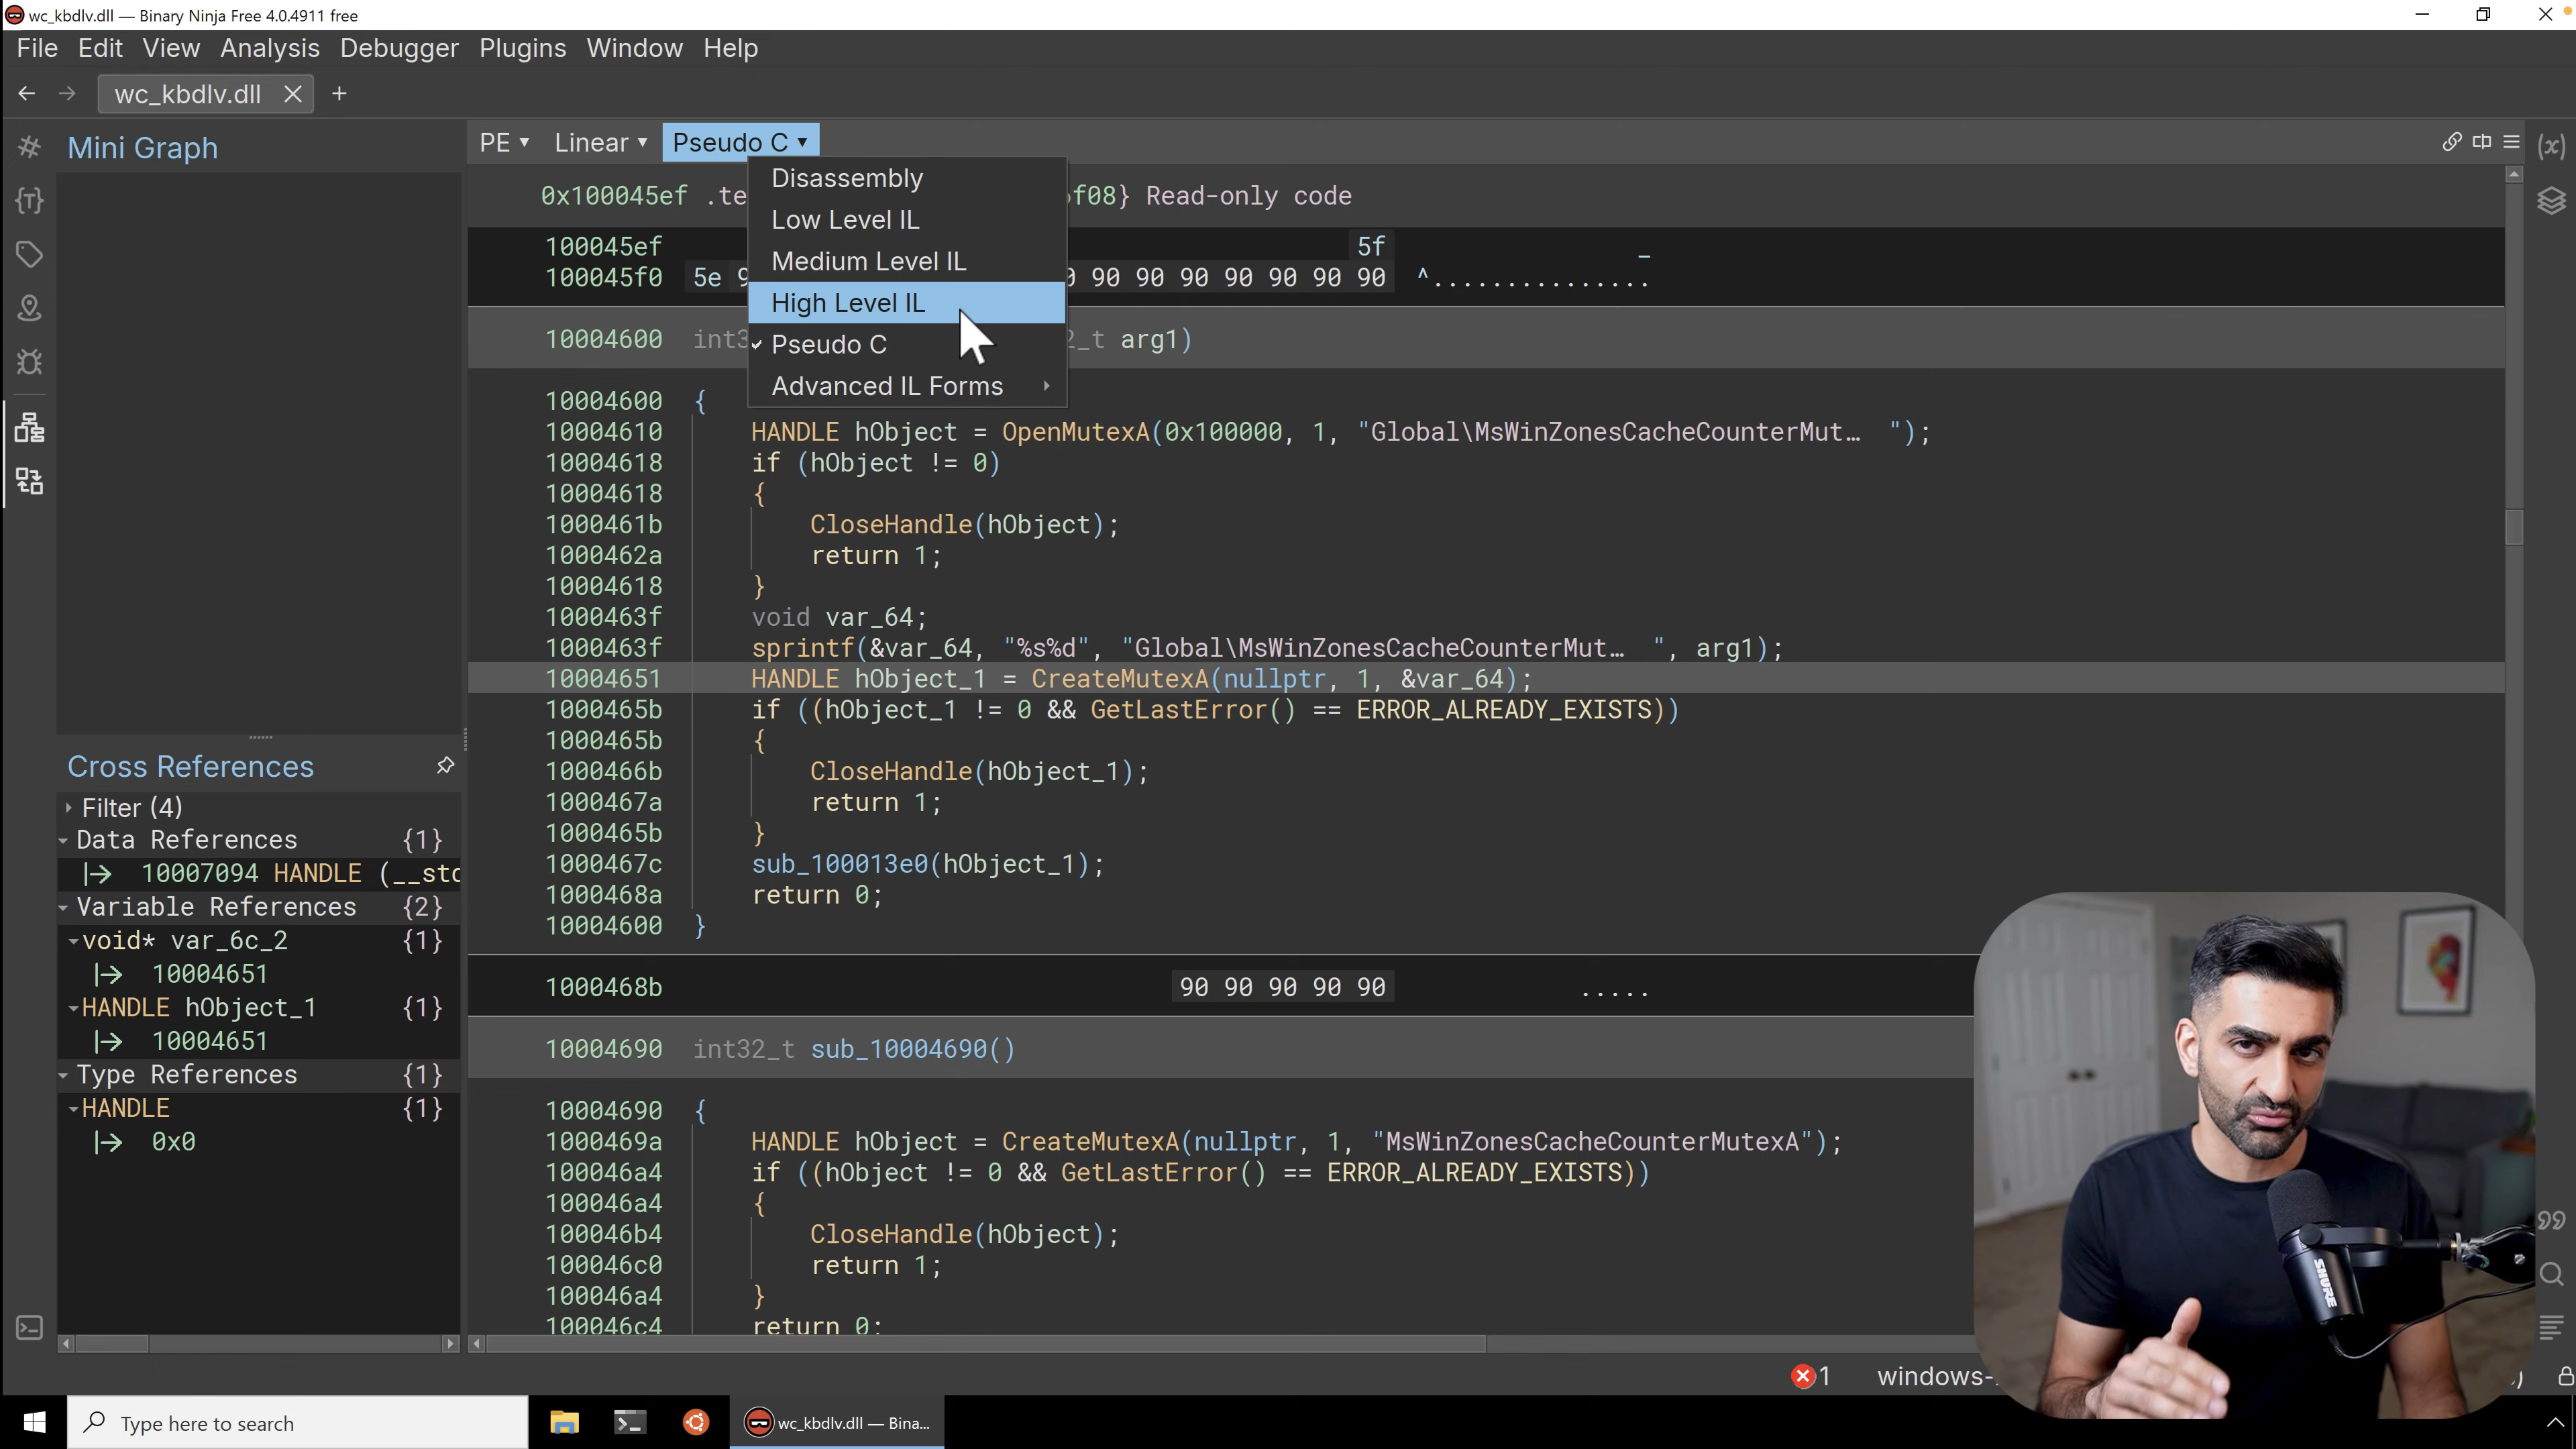 wc_kbdlv.dll — Binary Ninja Free 4.0.4911 free
File Edit View Analysis Debugger Plugins Window Help
wc_kbdlv.dll
Mini Graph
PE Linear Pseudo C
Disassembly
Low Level IL
Medium Level IL
High Level IL
Pseudo C
Advanced IL Forms
0x100045ef .te f08} Read-only code
100045ef 5f _
100045f0 5e 90 90 90 90 90 90 90 ^...............
10004600 int3 2_t arg1)
10004600 {
10004610 HANDLE hObject = OpenMutexA(0x100000, 1, "Global\MsWinZonesCacheCounterMut… ");
10004618 if (hObject != 0)
10004618 {
1000461b CloseHandle(hObject);
1000462a return 1;
10004618 }
1000463f void var_64;
1000463f sprintf(&var_64, "%s%d", "Global\MsWinZonesCacheCounterMut… ", arg1);
10004651 HANDLE hObject_1 = CreateMutexA(nullptr, 1, &var_64);
1000465b if ((hObject_1 != 0 && GetLastError() == ERROR_ALREADY_EXISTS))
1000465b {
1000466b CloseHandle(hObject_1);
1000467a return 1;
1000465b }
1000467c sub_100013e0(hObject_1);
1000468a return 0;
10004600 }
1000468b 90 90 90 90 90 .....
10004690 int32_t sub_10004690()
10004690 {
1000469a HANDLE hObject = CreateMutexA(nullptr, 1, "MsWinZonesCacheCounterMutexA");
100046a4 if ((hObject != 0 && GetLastError() == ERROR_ALREADY_EXISTS))
100046a4 {
100046b4 CloseHandle(hObject);
100046c0 return 1;
100046a4 }
100046c4 return 0;
Cross References
Filter (4)
Data References {1}
10007094 HANDLE (__stc
Variable References {2}
void* var_6c_2 {1}
10004651
HANDLE hObject_1 {1}
10004651
Type References {1}
HANDLE {1}
0x0
SHURE
1 windows-
Type here to search
wc_kbdlv.dll — Bina...